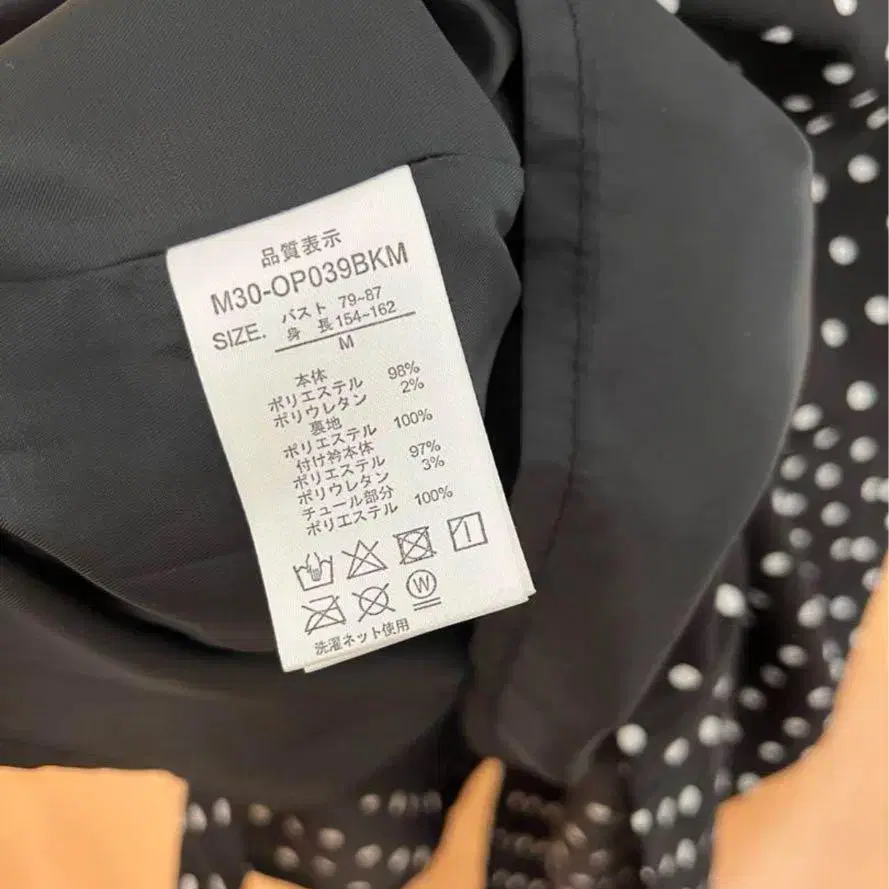 品質表示
M30-OP039BKM
SIZE. バスト 79~87
身 長 154~162
M
本体
ポリエステル 98%
ポリウレタン 2%
裏地
ポリエステル 100%
付け衿本体
ポリエステル 97%
ポリウレタン 3%
チュール部分
ポリエステル 100%
W
洗濯ネット使用